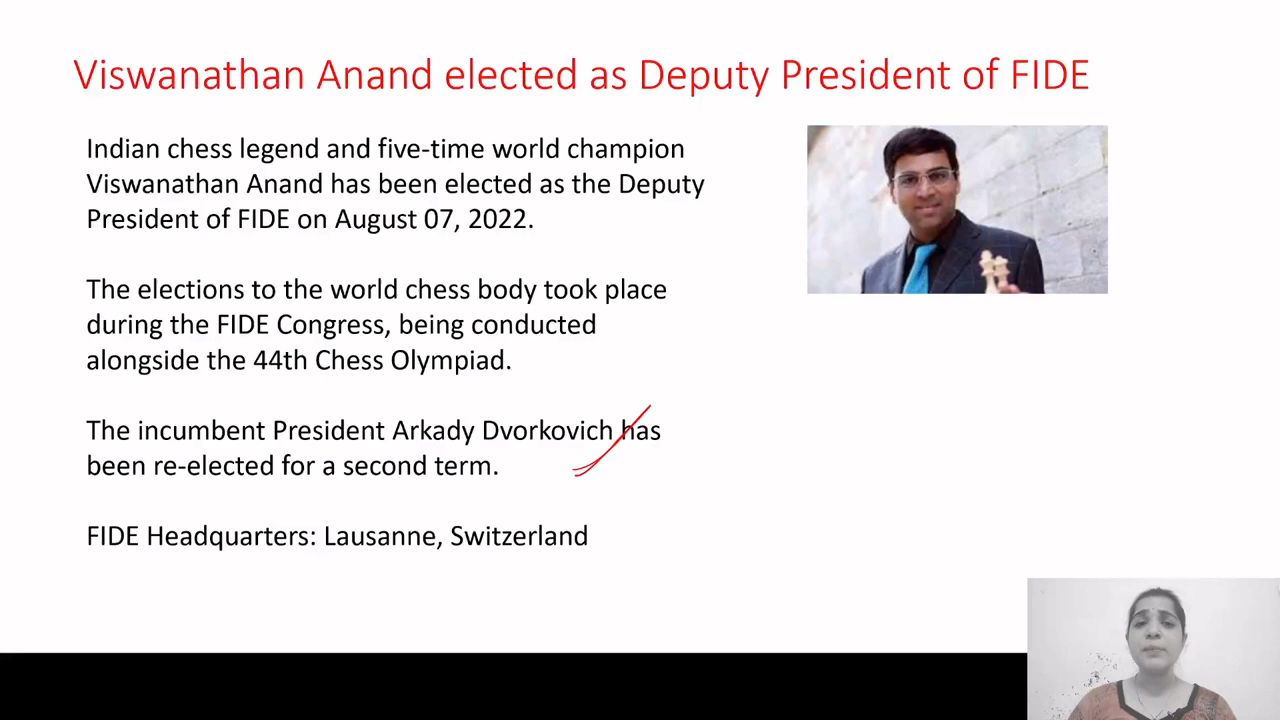 Viswanathan Anand elected as Deputy President of FIDE
Indian chess legend and five-time world champion
Viswanathan Anand has been elected as the Deputy
President of FIDE on August 07, 2022.
The elections to the world chess body took place
during the FIDE Congress, being conducted
alongside the 44th Chess Olympiad.
The incumbent President Arkady Dvorkovich has
been re-elected for a second term.
FIDE Headquarters: Lausanne, Switzerland